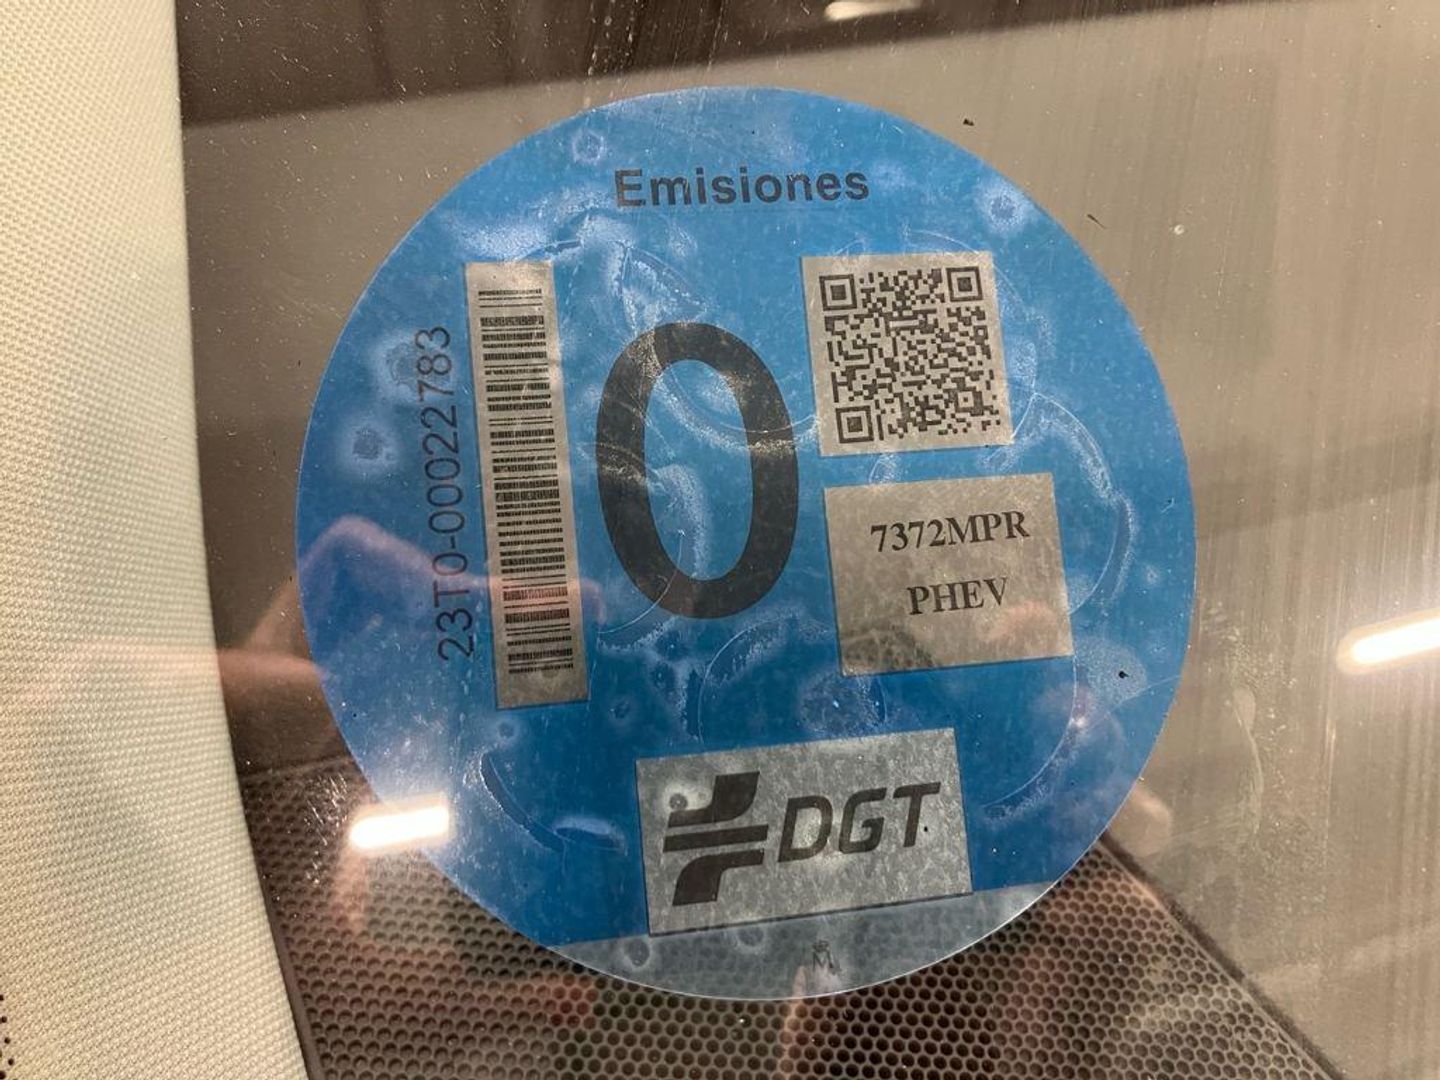 Emisiones
23T0-00022783
0
7372MPR
PHEV
DGT